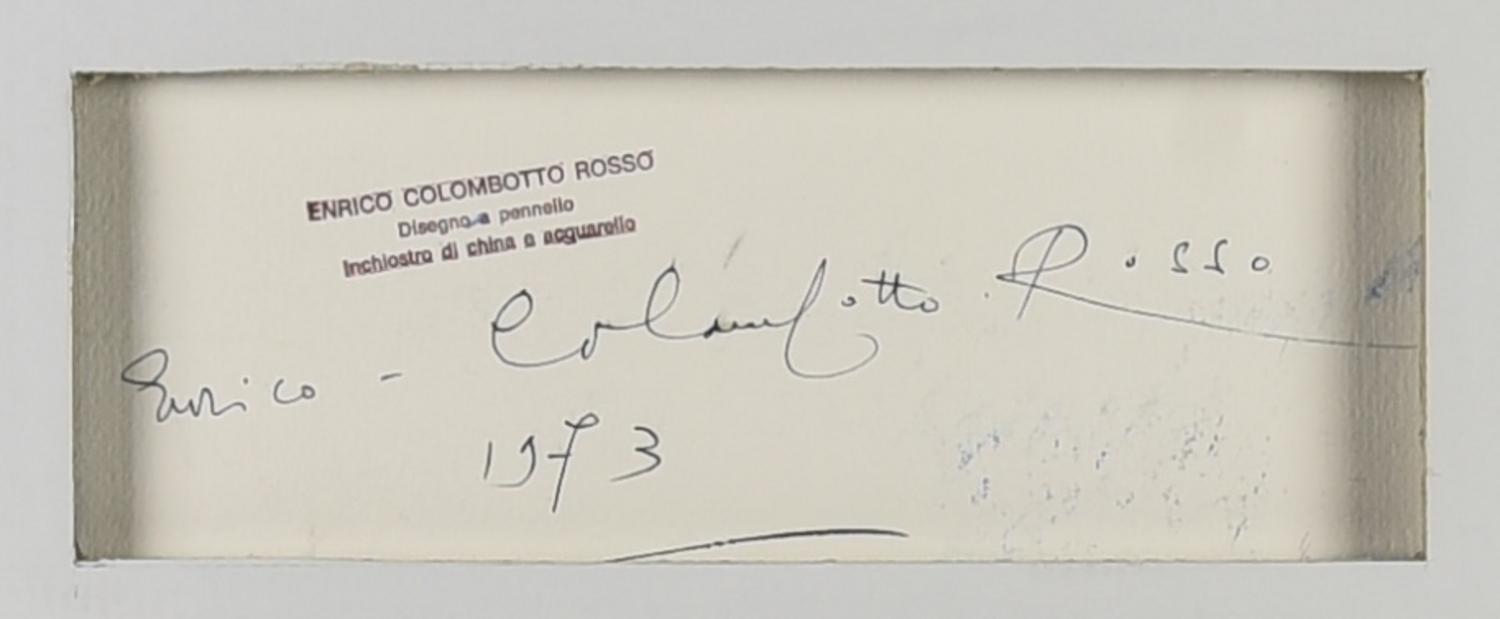 ENRICO COLOMBOTTO ROSSO
Disegno a pennello
Inchiostro di china e acquarello
Enrico - Colombotto Rosso
1973